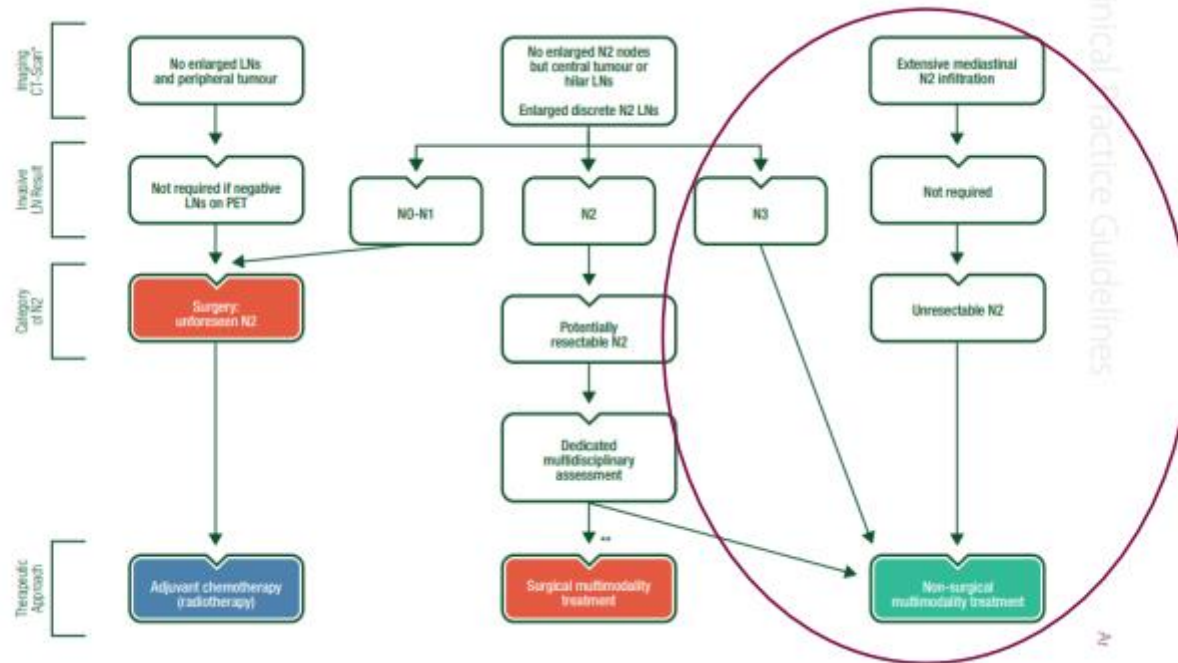 Imaging
CT-Scan*
No enlarged LNs
and peripheral tumour
No enlarged N2 nodes
but central tumour or
hilar LNs
Enlarged discrete N2 LNs
Extensive mediastinal
N2 infiltration
Invasive
LN Result
Not required if negative
LNs on PET
N0-N1
N2
N3
Not required
Category
of N2
Surgery:
unforeseen N2
Potentially
resectable N2
Unresectable N2
Dedicated
multidisciplinary
assessment
**
Therapeutic
Approach
Adjuvant chemotherapy
(radiotherapy)
Surgical multimodality
treatment
Non-surgical
multimodality treatment
nical Practice Guidelines
Ar